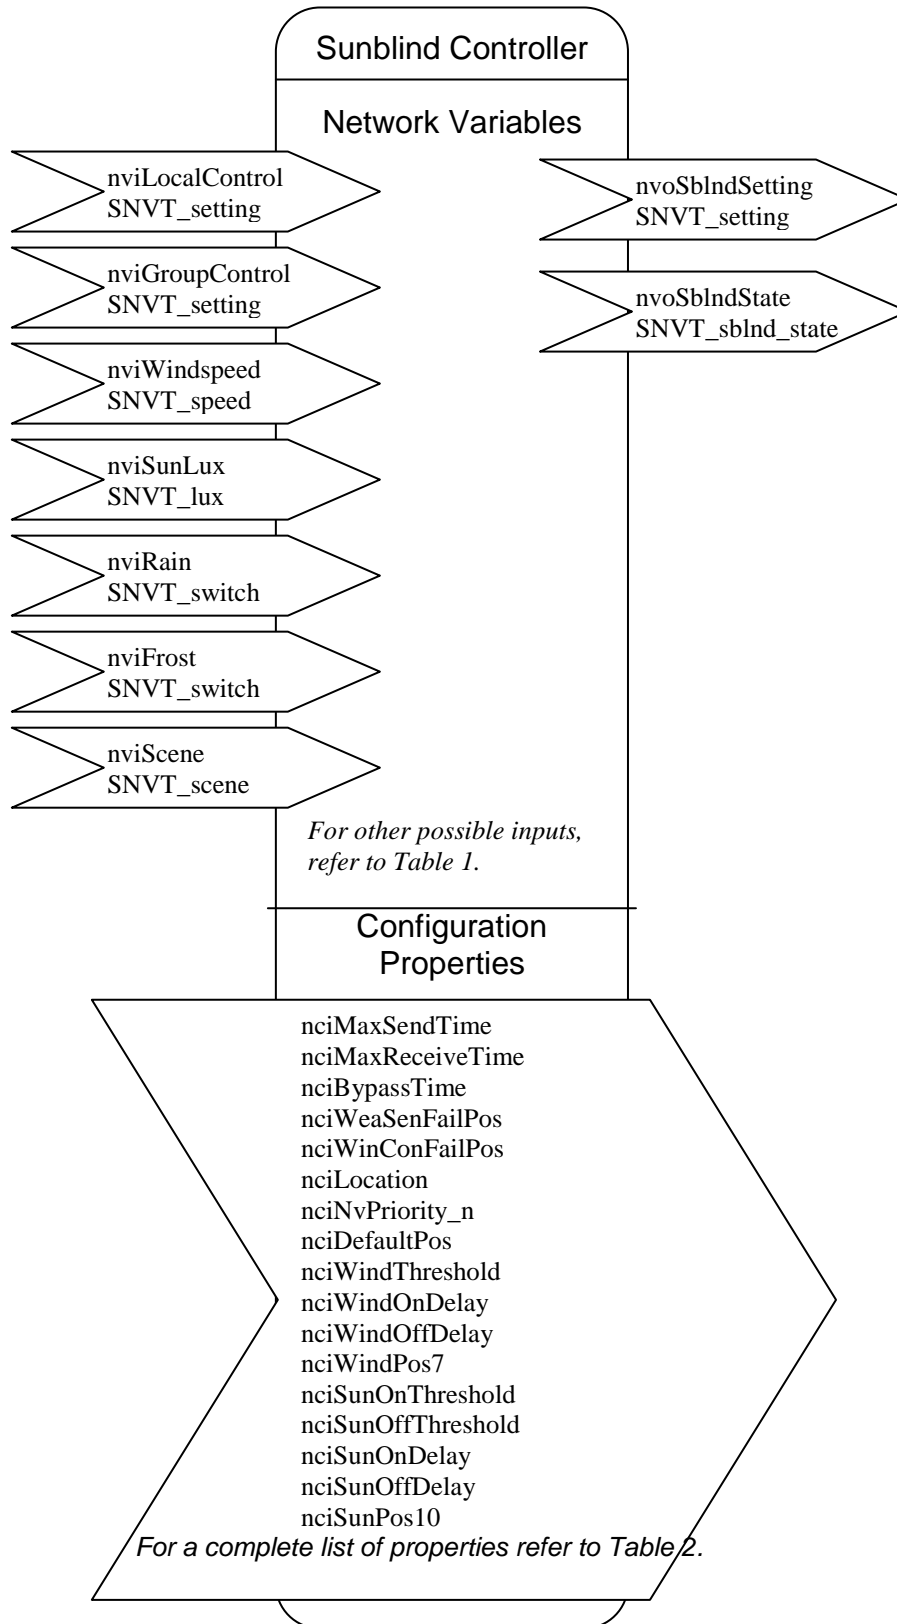 Sunblind Controller
Network Variables
nviLocalControl
SNVT_setting
nviGroupControl
SNVT_setting
nviWindspeed
SNVT_speed
nviSunLux
SNVT_lux
nviRain
SNVT_switch
nviFrost
SNVT_switch
nviScene
SNVT_scene
nvoSblndSetting
SNVT_setting
nvoSblndState
SNVT_sblnd_state
For other possible inputs,
refer to Table 1.
Configuration
Properties
nciMaxSendTime
nciMaxReceiveTime
nciBypassTime
nciWeaSenFailPos
nciWinConFailPos
nciLocation
nciNvPriority_n
nciDefaultPos
nciWindThreshold
nciWindOnDelay
nciWindOffDelay
nciWindPos7
nciSunOnThreshold
nciSunOffThreshold
nciSunOnDelay
nciSunOffDelay
nciSunPos10
For a complete list of properties refer to Table 2.